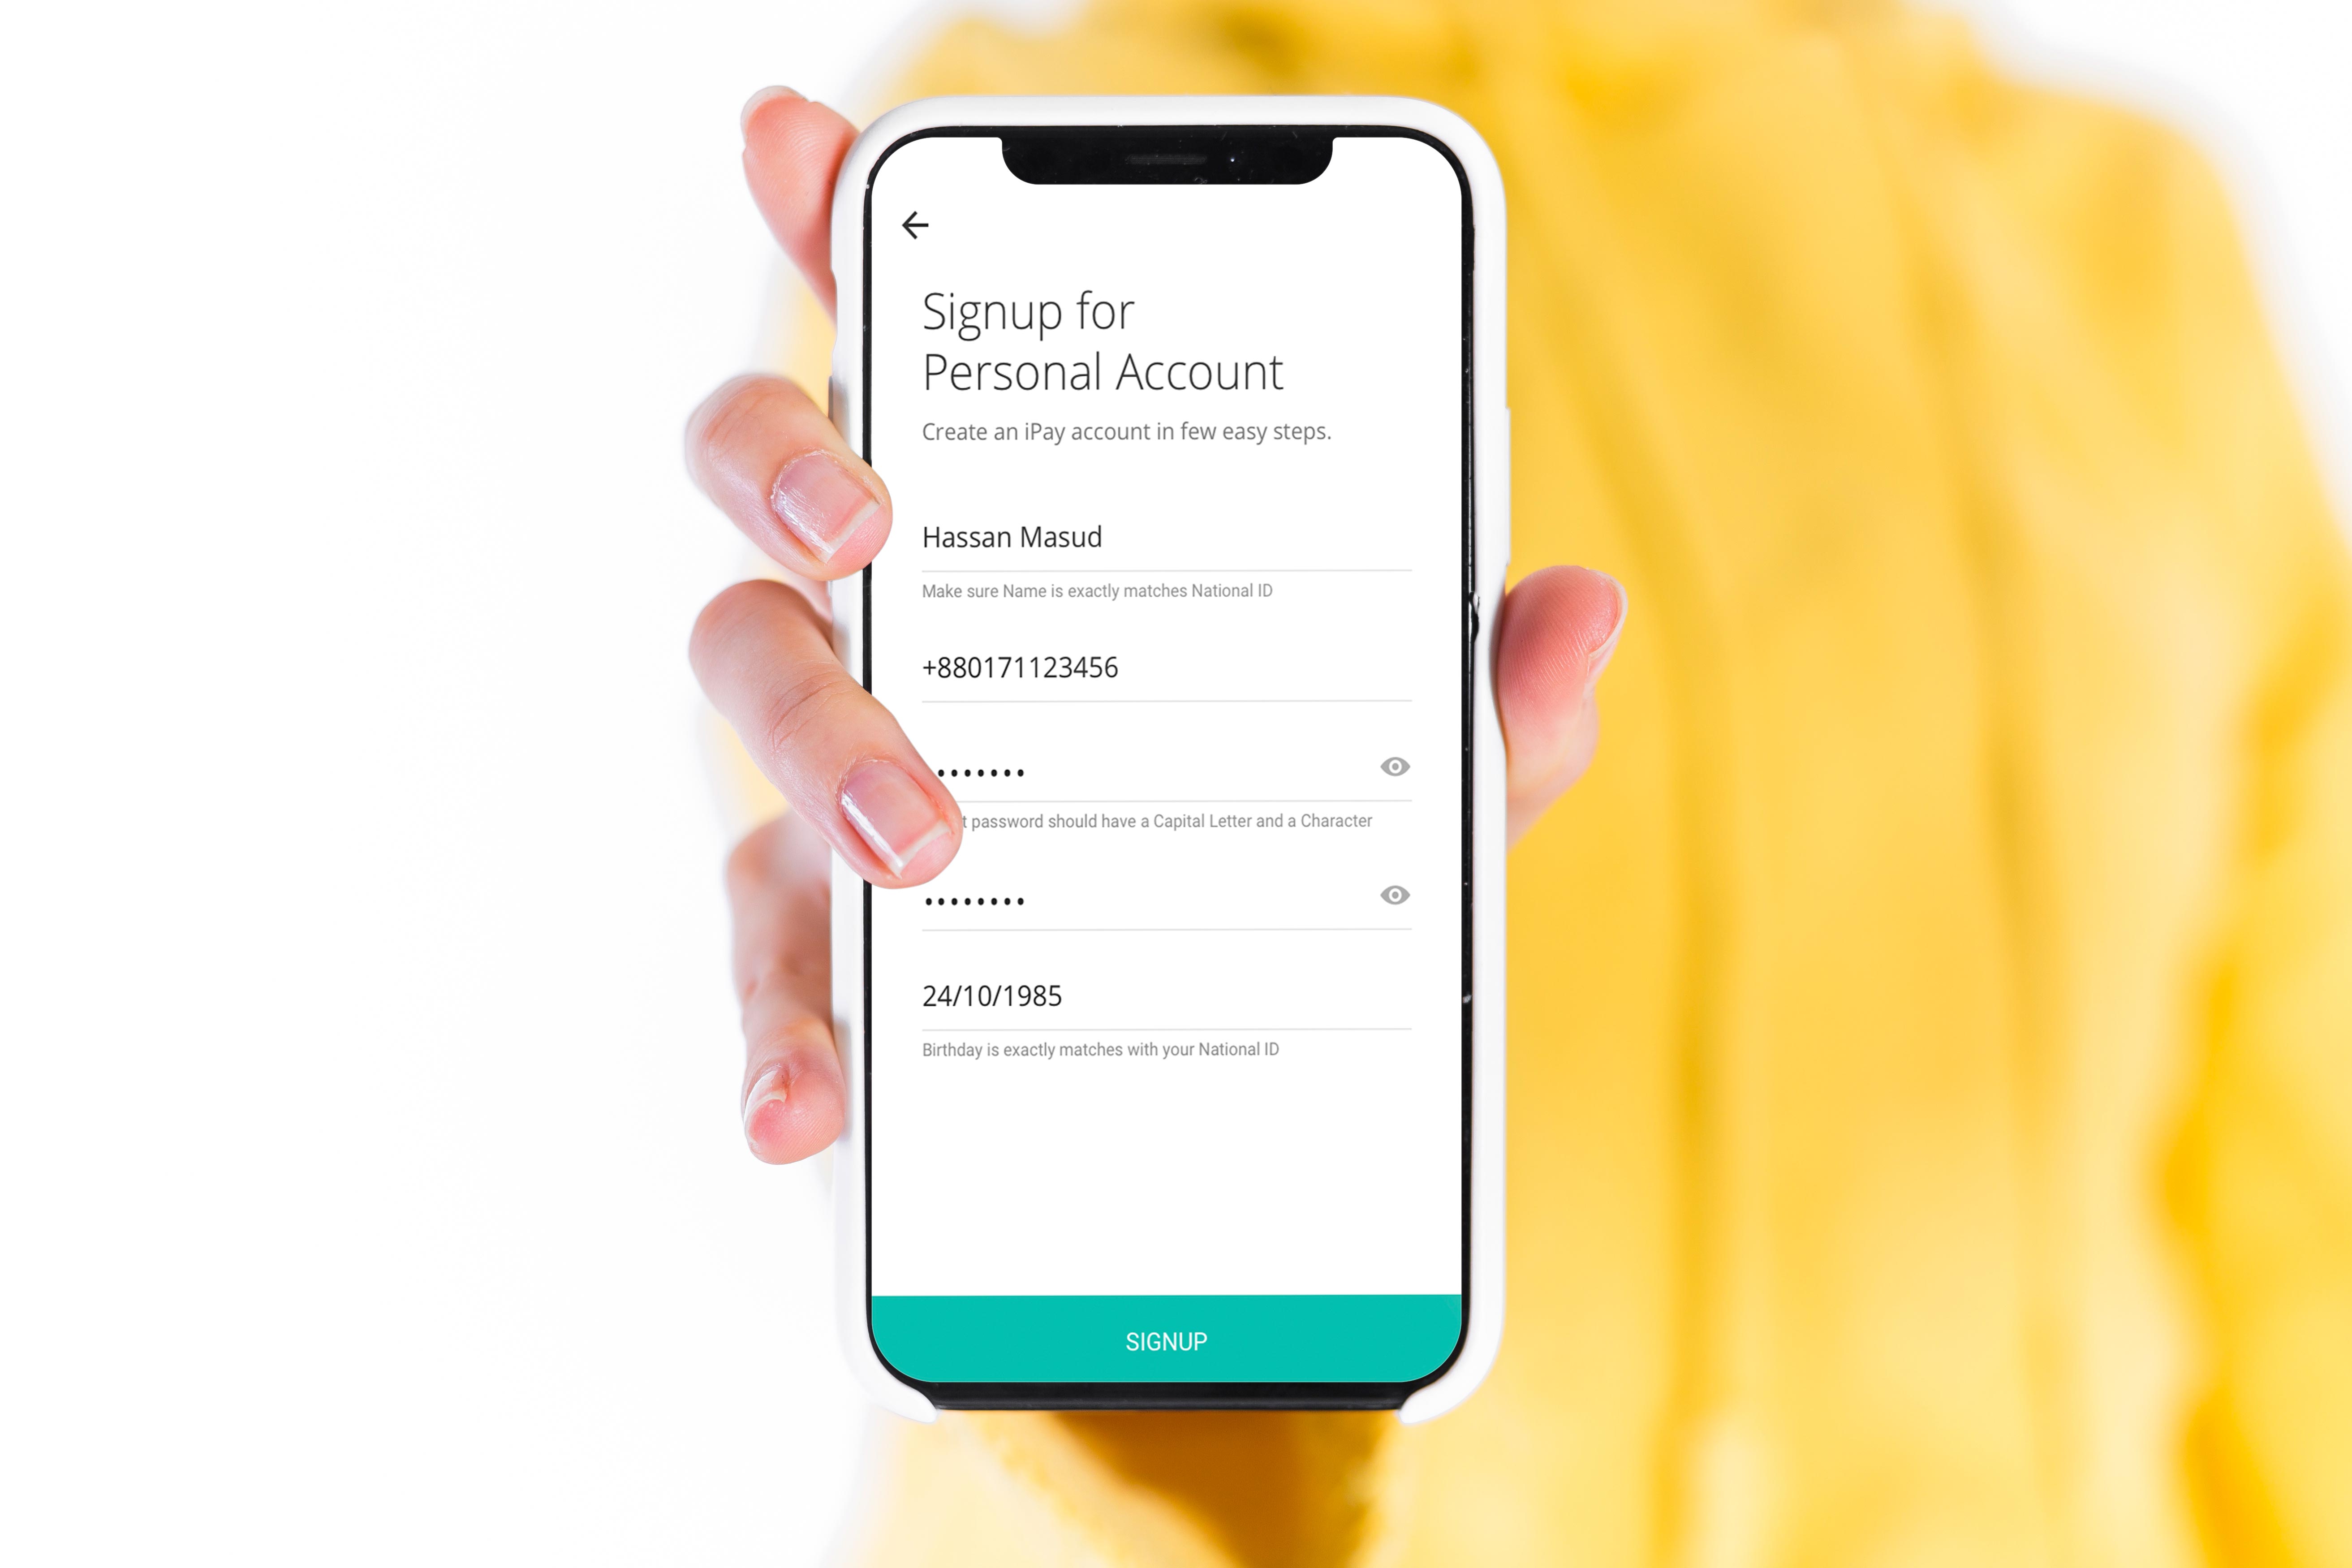 Signup for
Personal Account
Create an iPay account in few easy steps.
Hassan Masud
Make sure Name is exactly matches National ID
+880171123456
•••••••
password should have a Capital Letter and a Character
••••••••
24/10/1985
Birthday is exactly matches with your National ID
SIGNUP